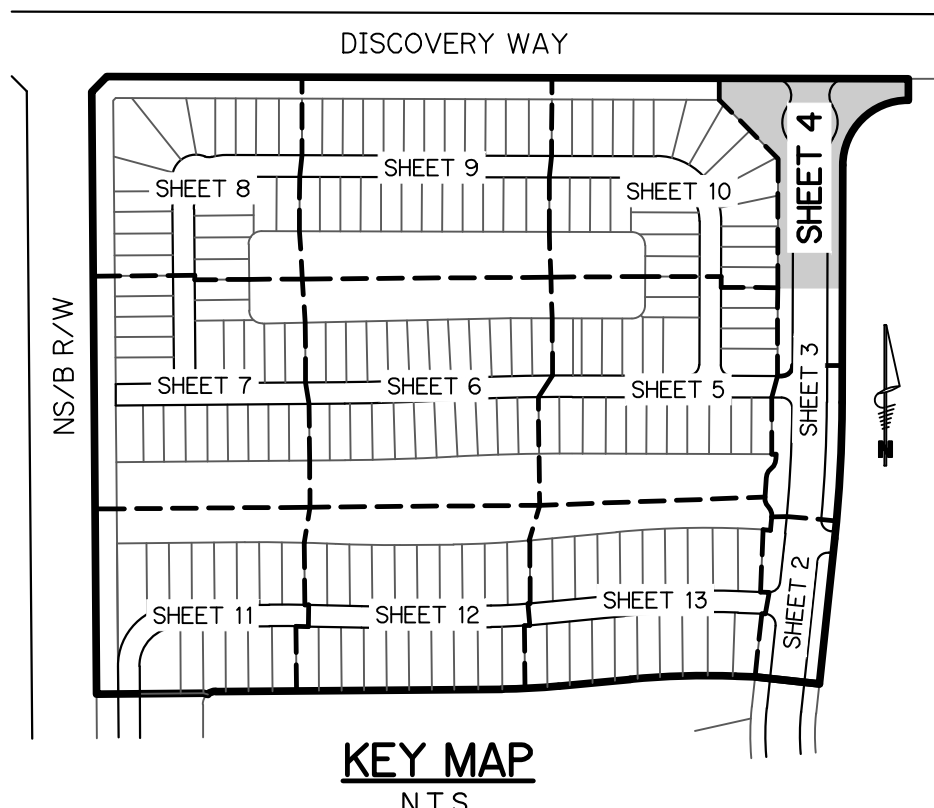 DISCOVERY WAY
SHEET 4
SHEET 9
SHEET 8
SHEET 10
NS/B R/W
SHEET 3
SHEET 7
SHEET 6
SHEET 5
N
SHEET 2
SHEET 11
SHEET 12
SHEET 13
KEY MAP
N.T.S.